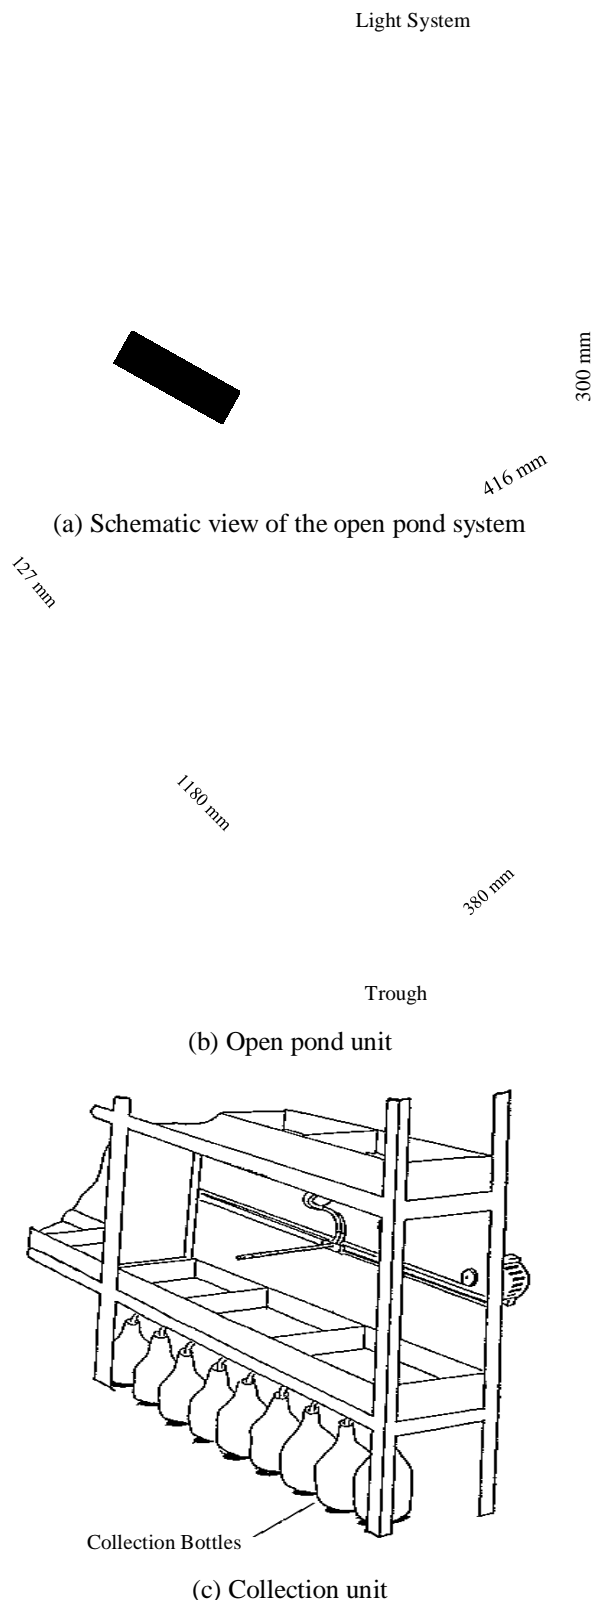 Light System
300 mm
416 mm
(a) Schematic view of the open pond system
127 mm
1180 mm
380 mm
Trough
(b) Open pond unit
Collection Bottles
(c) Collection unit